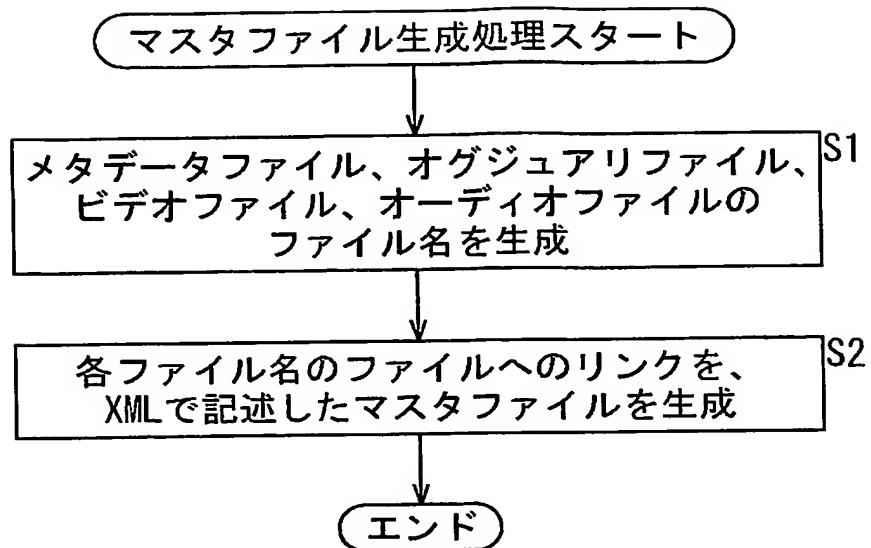 マスタファイル生成処理スタート
メタデータファイル、オグジュアリファイル、
ビデオファイル、オーディオファイルの
ファイル名を生成
S1
各ファイル名のファイルへのリンクを、
XMLで記述したマスタファイルを生成
S2
エンド